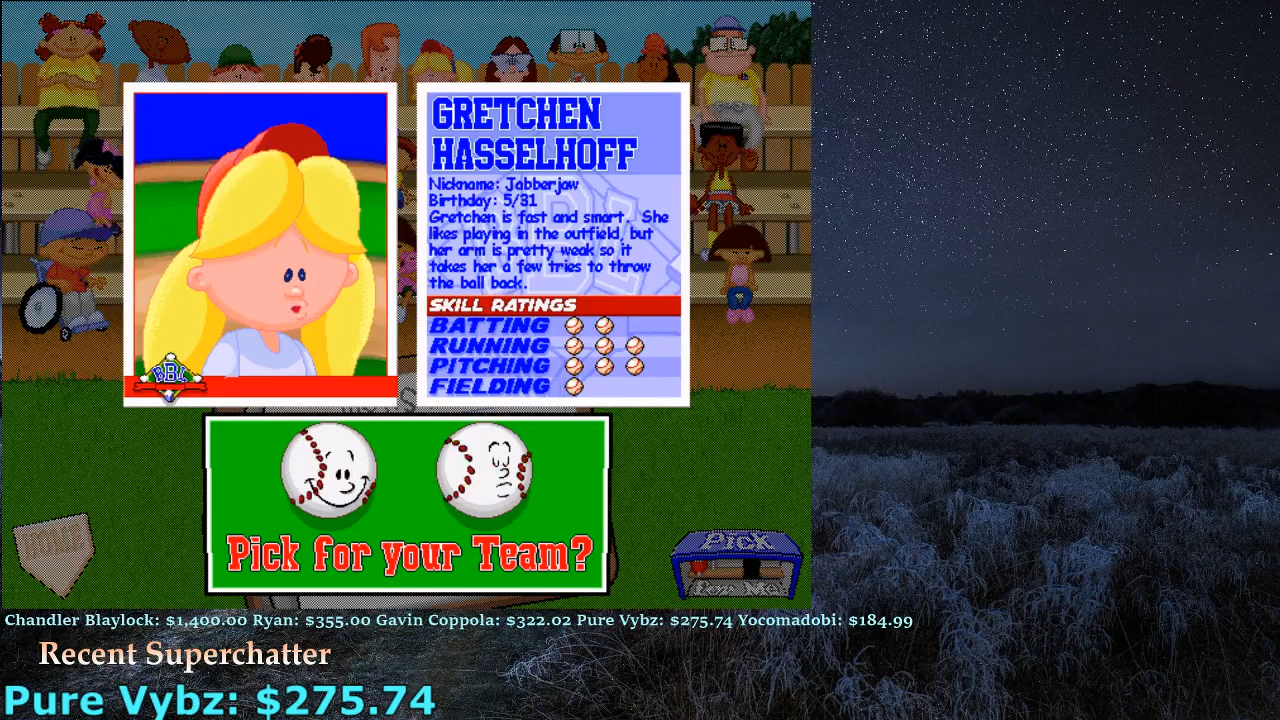 GRETCHEN
HASSELHOFF
Nickname: Jabberjaw
Birthday: 5/31
Gretchen is fast and smart. She
likes playing in the outfield, but
her arm is pretty weak so it
takes her a few tries to throw
the ball back.
SKILL RATINGS
BATTING
RUNNING
PITCHING
FIELDING
BBL
Pick for your Team?
HOME
Pick
Item Me!
Chandler Blaylock: $1,400.00 Ryan: $355.00 Gavin Coppola: $322.02 Pure Vybz: $275.74 Yocomadobi: $184.99
Recent Superchatter
Pure Vybz: $275.74